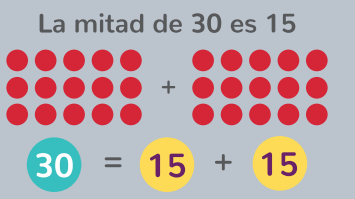 La mitad de 30 es 15
+
30 = 15 + 15